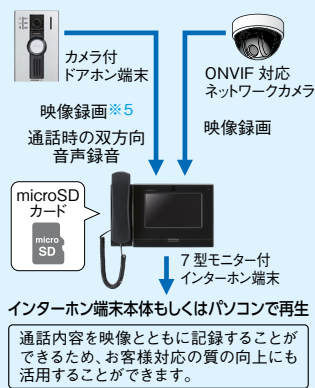 カメラ付
ドアホン端末
ONVIF 対応
ネットワークカメラ
映像録画※5
通話時の双方向
音声録音
映像録画
microSD
カード
micro
SD
7 型モニター付
インターホン端末
インターホン端末本体もしくはパソコンで再生
通話内容を映像とともに記録することが
できるため、お客様対応の質の向上にも
活用することができます。